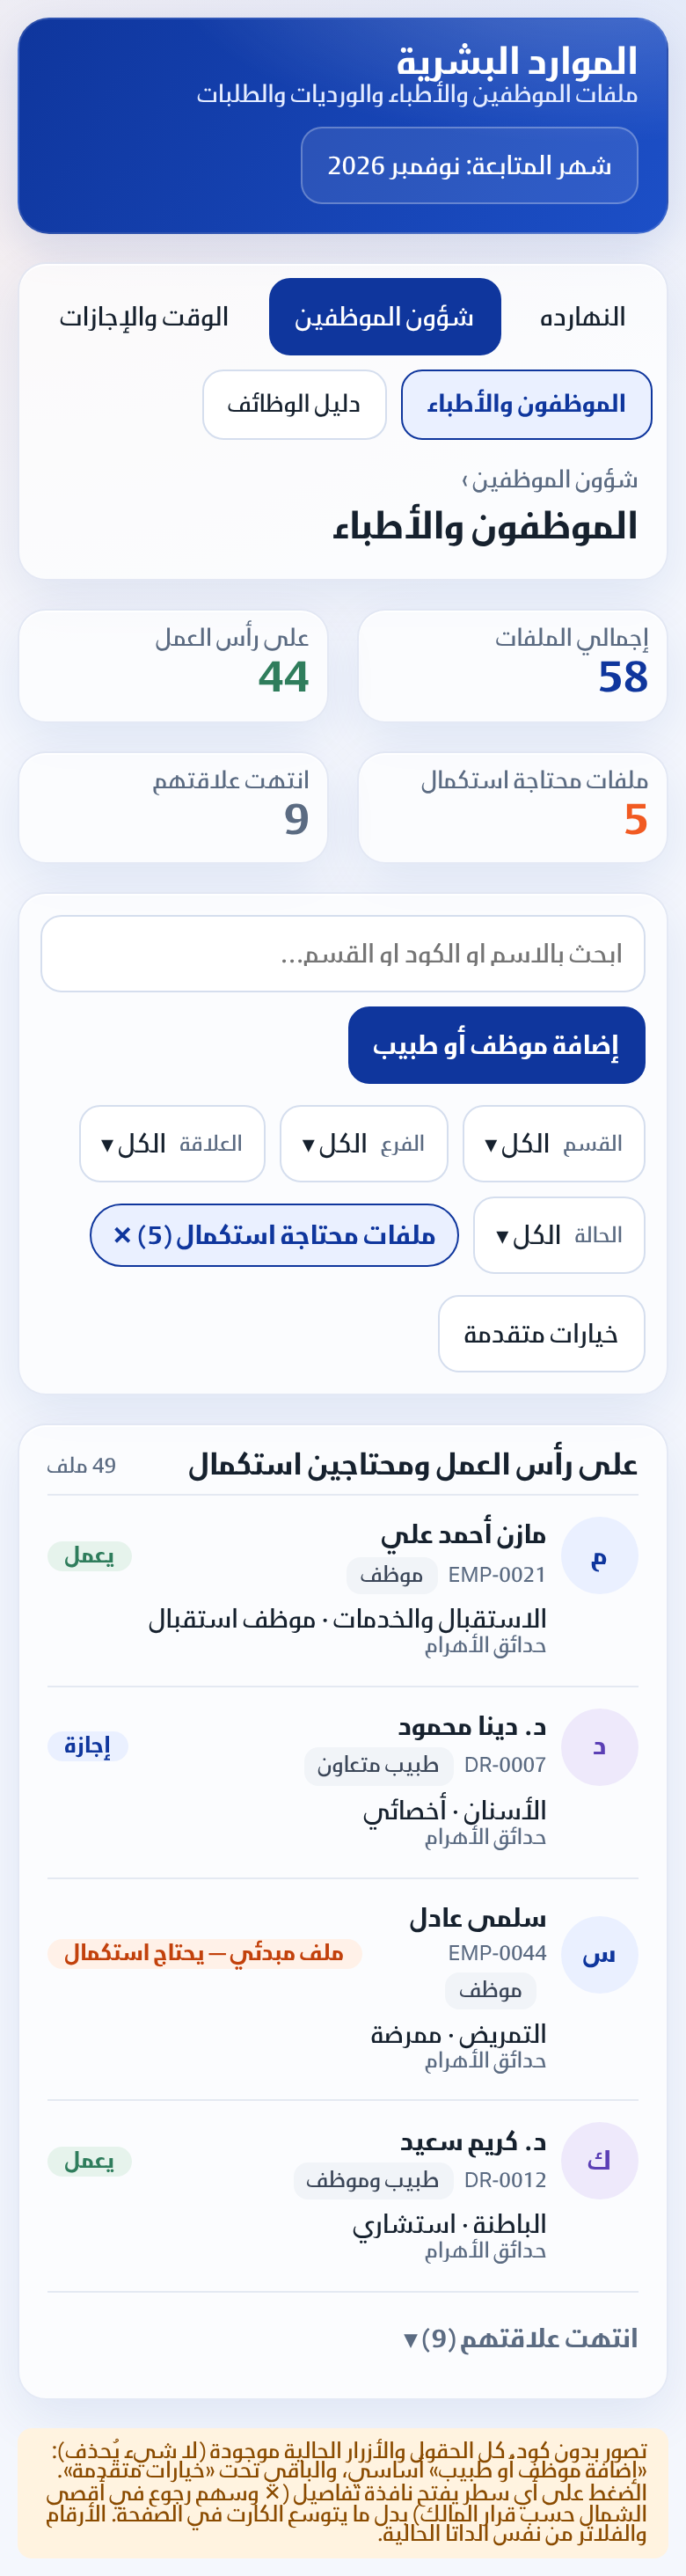 الموارد البشرية
ملفات الموظفين والأطباء والورديات والطلبات
شهر المتابعة: نوفمبر 2026
النهارده
شؤون الموظفين
الوقت والإجازات
الموظفون والأطباء
دليل الوظائف
شؤون الموظفين ›
الموظفون والأطباء
إجمالي الملفات
58
على رأس العمل
44
ملفات محتاجة استكمال
5
انتهت علاقتهم
9
ابحث بالاسم او الكود او القسم...
إضافة موظف أو طبيب
القسم الكل ▾
الفرع الكل ▾
العلاقة الكل ▾
الحالة الكل ▾
ملفات محتاجة استكمال (5) ✕
خيارات متقدمة
على رأس العمل ومحتاجين استكمال
49 ملف
م
مازن أحمد علي
EMP-0021 موظف
الاستقبال والخدمات · موظف استقبال
حدائق الأهرام
يعمل
د
د. دينا محمود
DR-0007 طبيب متعاون
الأسنان · أخصائي
حدائق الأهرام
إجازة
س
سلمى عادل
EMP-0044
موظف
التمريض · ممرضة
حدائق الأهرام
ملف مبدئي — يحتاج استكمال
ك
د. كريم سعيد
DR-0012 طبيب وموظف
الباطنة · استشاري
حدائق الأهرام
يعمل
انتهت علاقتهم (9) ▾
تصور بدون كود. كل الحقول والأزرار الحالية موجودة (لا شيء يُحذف):
«إضافة موظف أو طبيب» أساسي، والباقي تحت «خيارات متقدمة».
الضغط على أي سطر يفتح نافذة تفاصيل (✕ وسهم رجوع في أقصى
الشمال حسب قرار المالك) بدل ما يتوسع الكارت في الصفحة. الأرقام
والفلاتر من نفس الداتا الحالية.